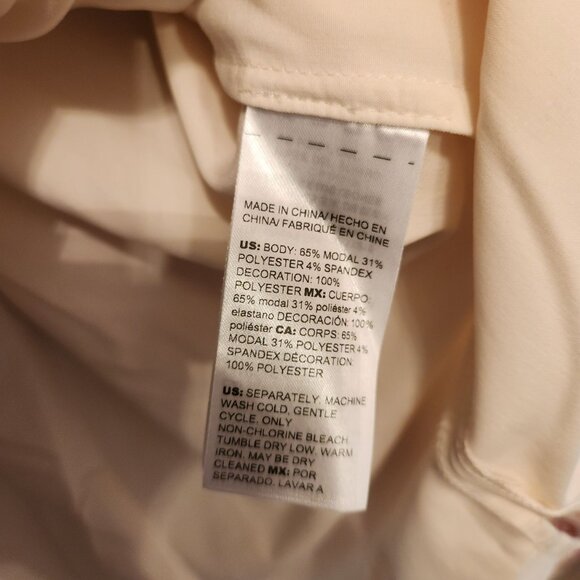 MADE IN CHINA/ HECHO EN
CHINA/ FABRIQUÉ EN CHINE
US: BODY: 65% MODAL 31%
POLYESTER 4% SPANDEX
DECORATION: 100%
POLYESTER MX: CUERPO:
65% modal 31% poliéster 4%
elastano DECORACIÓN: 100%
poliéster CA: CORPS: 65%
MODAL 31% POLYESTER 4%
SPANDEX DÉCORATION:
100% POLYESTER
US: SEPARATELY, MACHINE
WASH COLD, GENTLE
CYCLE, ONLY
NON-CHLORINE BLEACH,
TUMBLE DRY LOW, WARM
IRON, MAY BE DRY
CLEANED MX: POR
SEPARADO, LAVAR A